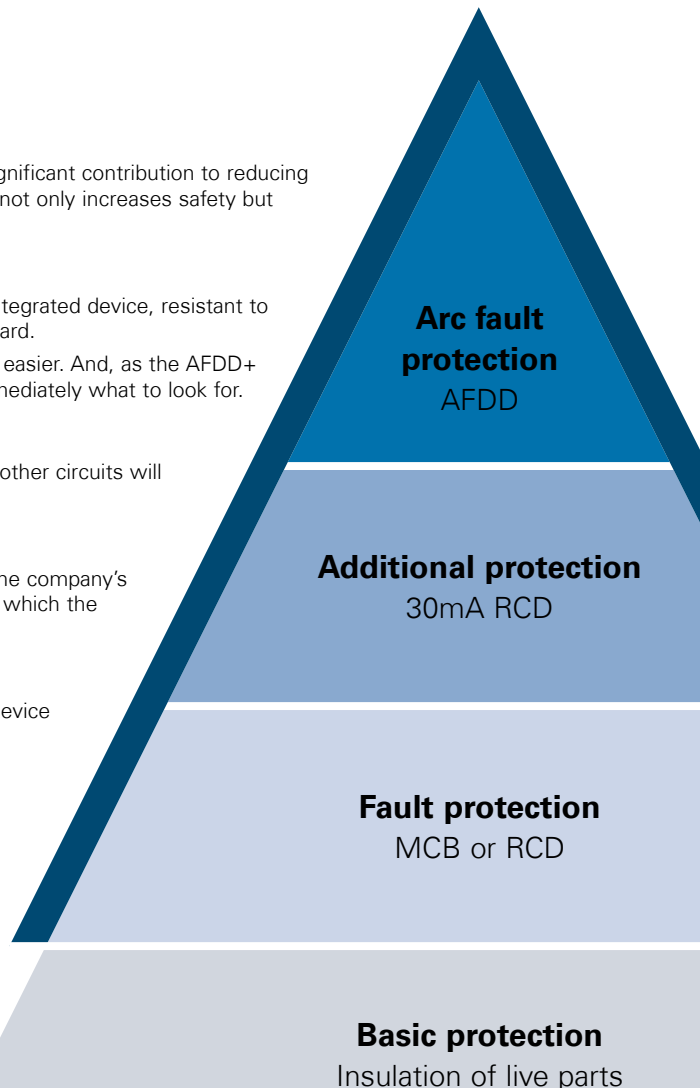 gnificant contribution to reducing
not only increases safety but
tegrated device, resistant to
ard.
easier. And, as the AFDD+
mediately what to look for.
other circuits will
he company’s
which the
evice
Arc fault
protection
AFDD
Additional protection
30mA RCD
Fault protection
MCB or RCD
Basic protection
Insulation of live parts